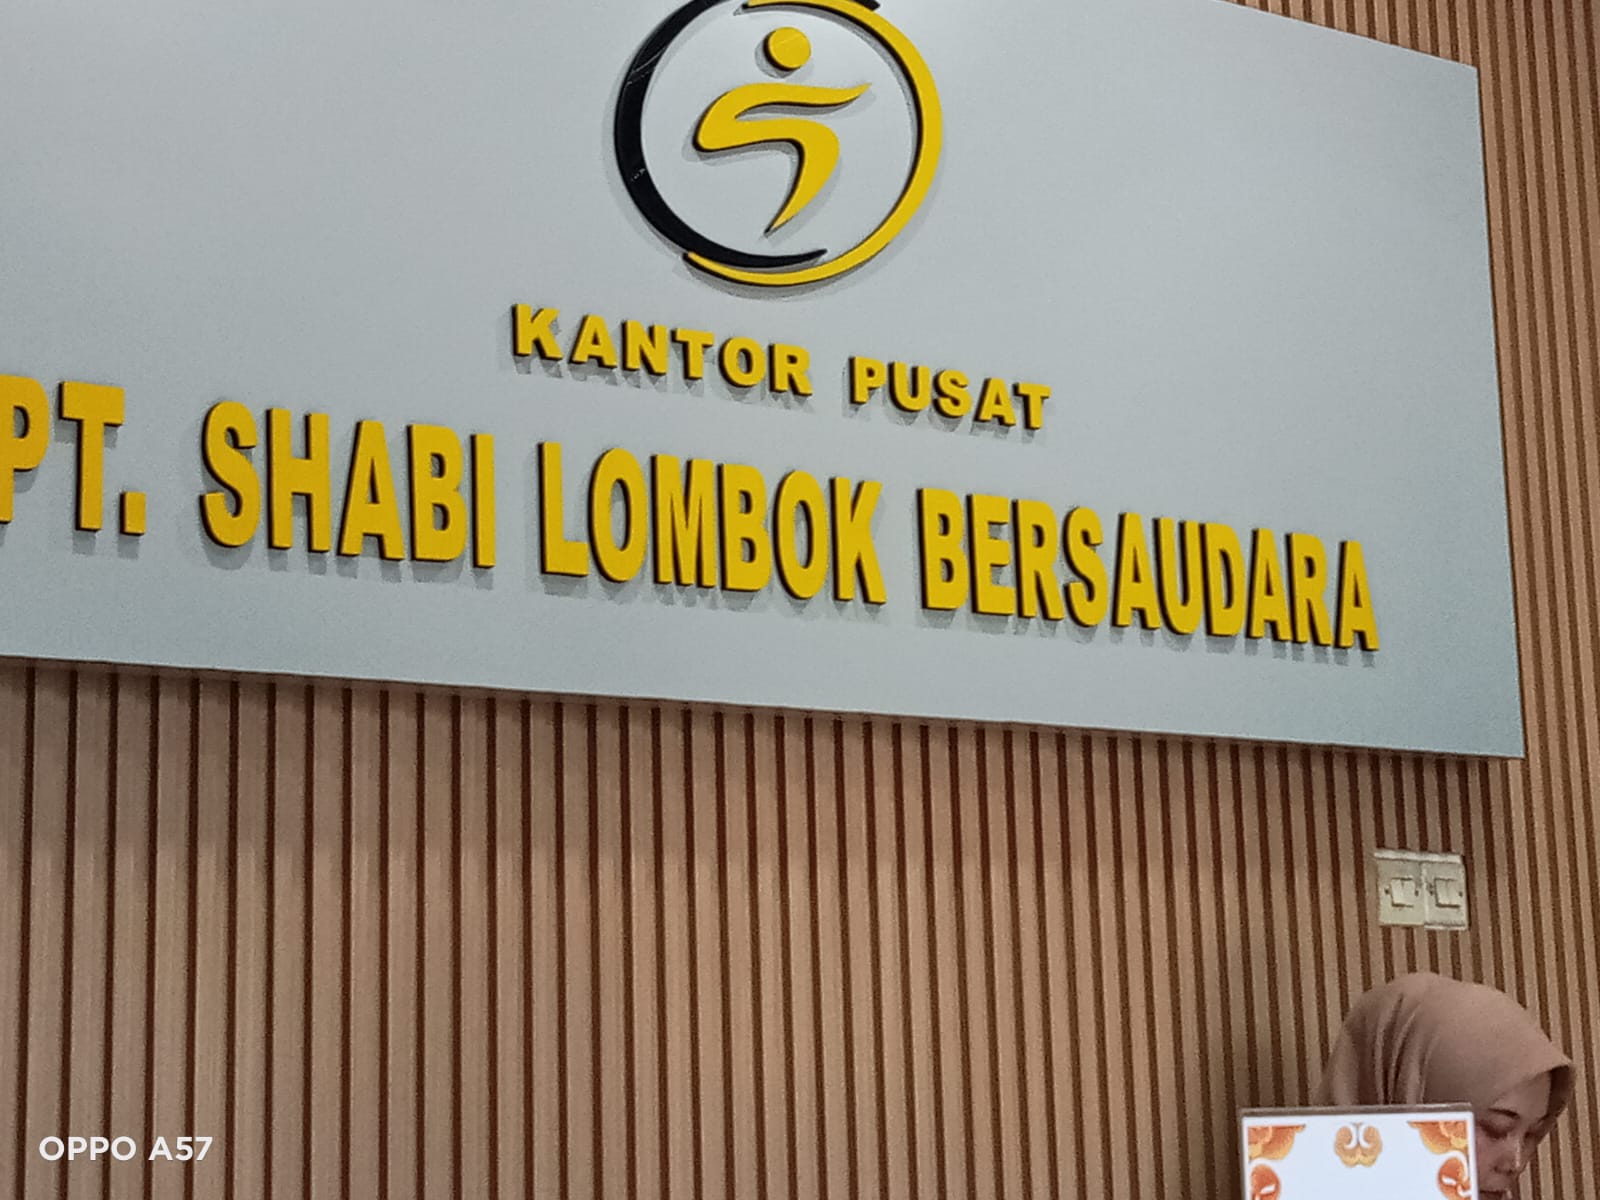 KANTOR PUSAT
PT. SHABI LOMBOK BERSAUDARA
OPPO A57